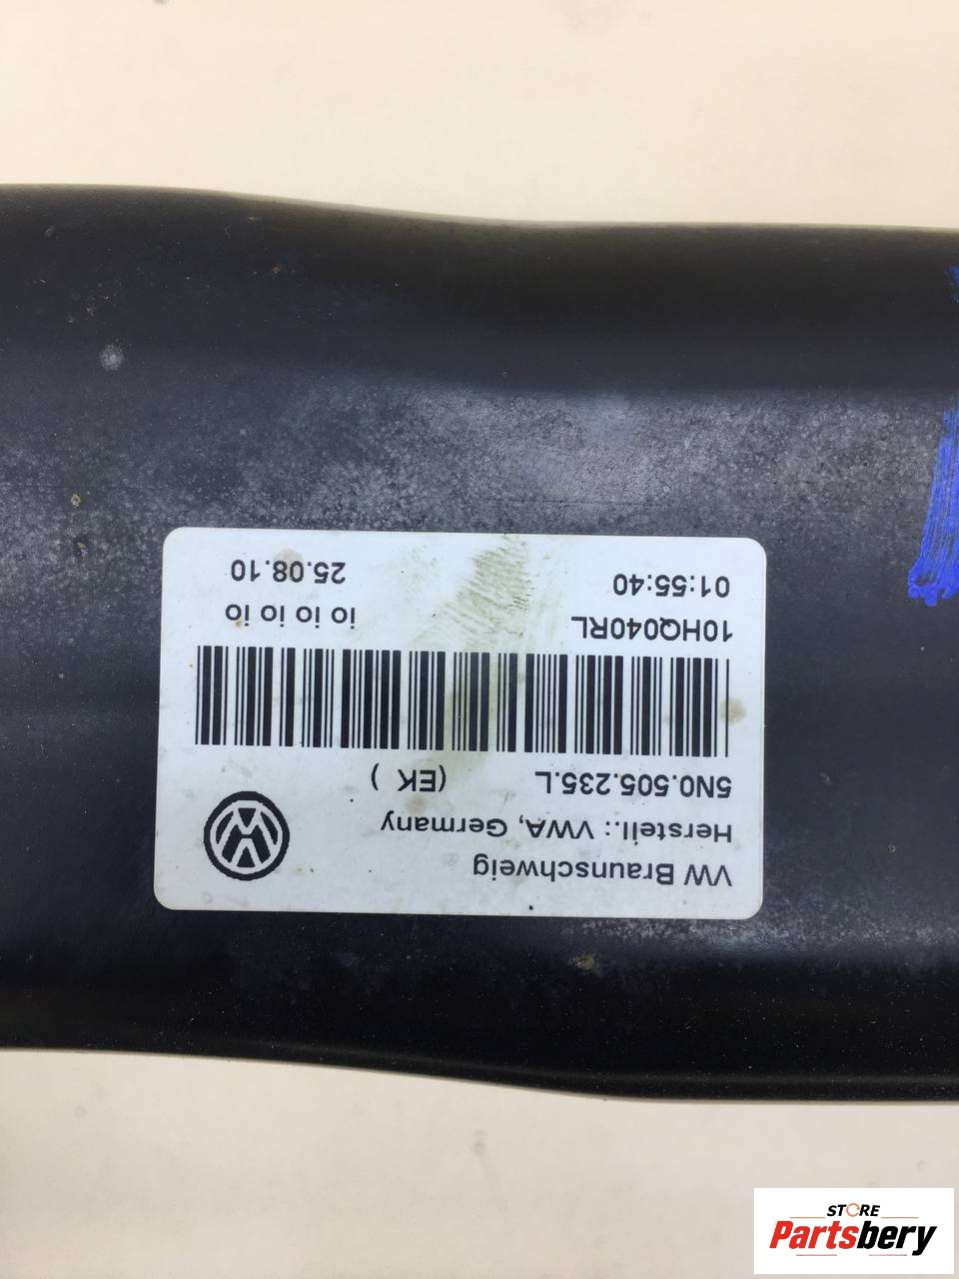 VW Braunschweig
Herstell.: VWA, Germany
5N0.505.235.L (EK )
10HQ040RL io io io io
01:55:40 25.08.10
STORE
Partsbery